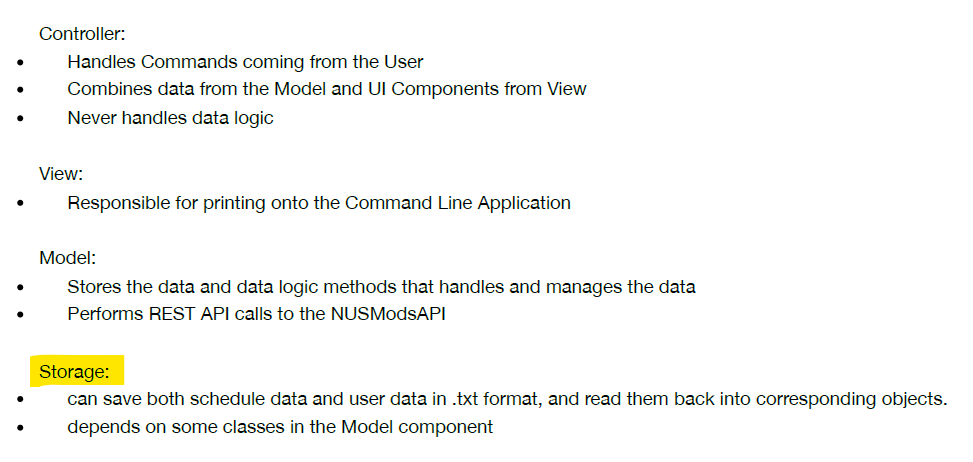 Controller:
• Handles Commands coming from the User
• Combines data from the Model and UI Components from View
• Never handles data logic
View:
• Responsible for printing onto the Command Line Application
Model:
• Stores the data and data logic methods that handles and manages the data
• Performs REST API calls to the NUSModsAPI
Storage:
• can save both schedule data and user data in .txt format, and read them back into corresponding objects.
• depends on some classes in the Model component